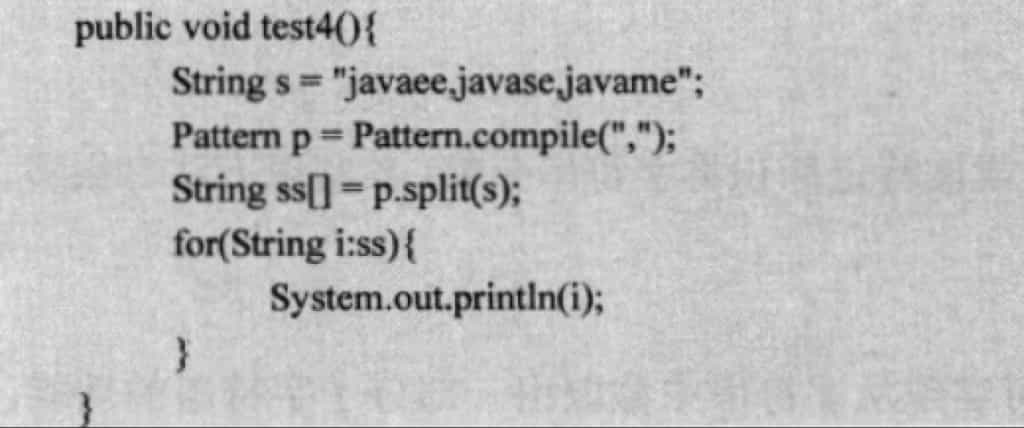 public void test4(){
String s = "javaee,javase,javame";
Pattern p = Pattern.compile(",");
String ss[] = p.split(s);
for(String i:ss){
System.out.println(i);
}
}